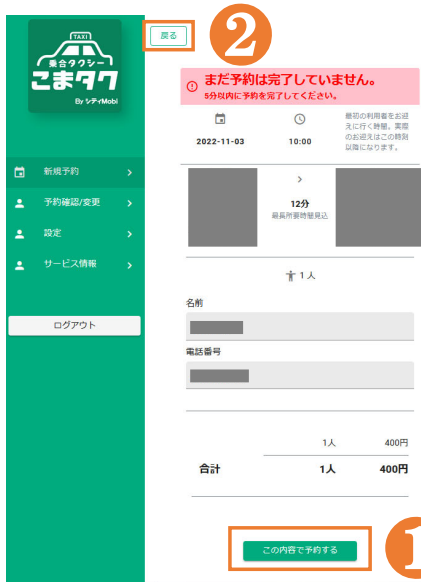 TAXI
乗合タクシー
こまタク
By シティMobi
新規予約
予約確認/変更
設定
サービス情報
ログアウト
戻る
2
まだ予約は完了していません。
5分以内に予約を完了してください。
2022-11-03
10:00
最初の利用者をお迎
えに行く時間。実際
のお迎えはこの時刻
以降になります。
12分
最長所要時間見込
1人
名前
電話番号
1人 400円
合計 1人 400円
この内容で予約する
1